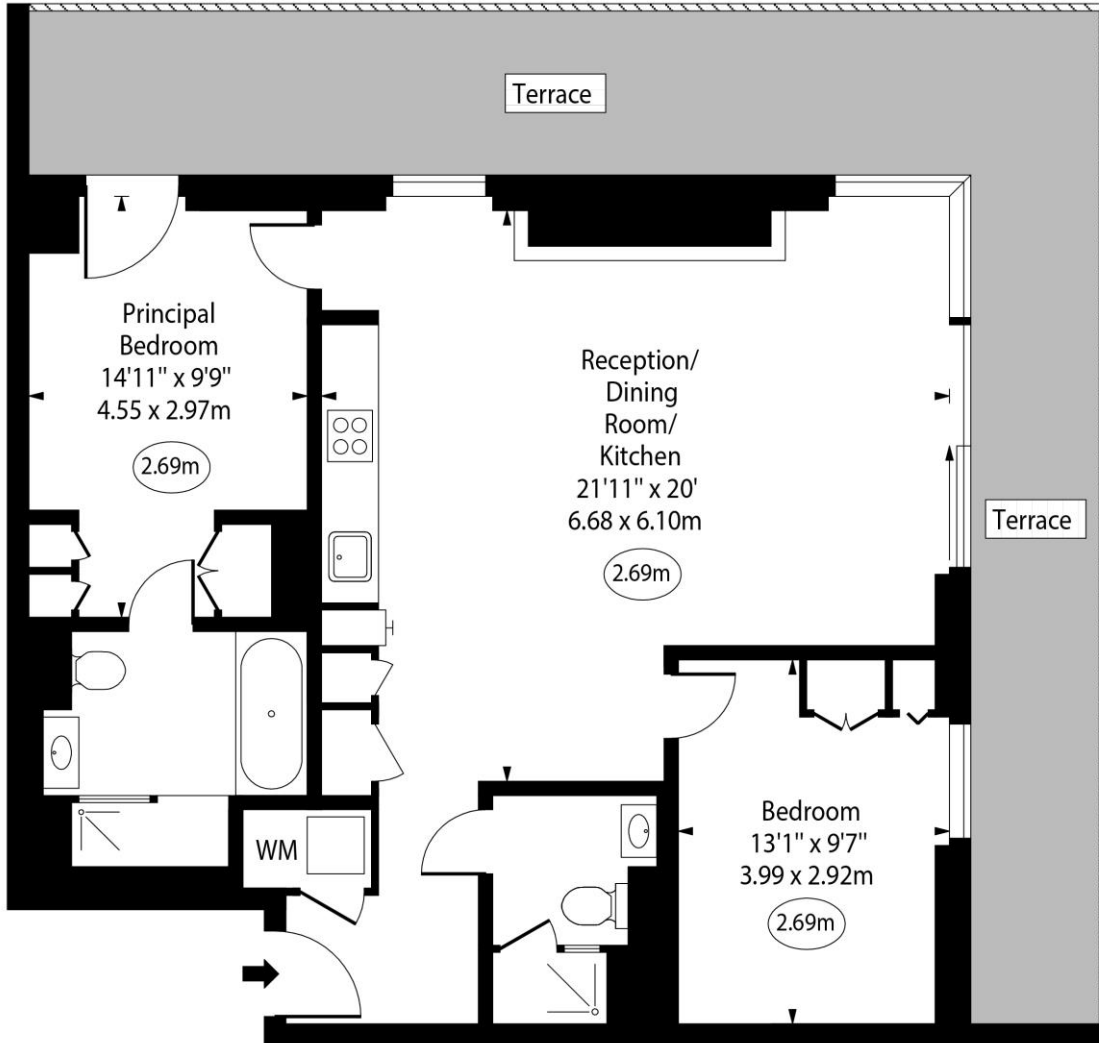 Terrace
Principal
Bedroom
14'11" x 9'9"
4.55 x 2.97m
2.69m
Reception/
Dining
Room/
Kitchen
21'11" x 20'
6.68 x 6.10m
2.69m
Terrace
WM
Bedroom
13'1" x 9'7"
3.99 x 2.92m
2.69m